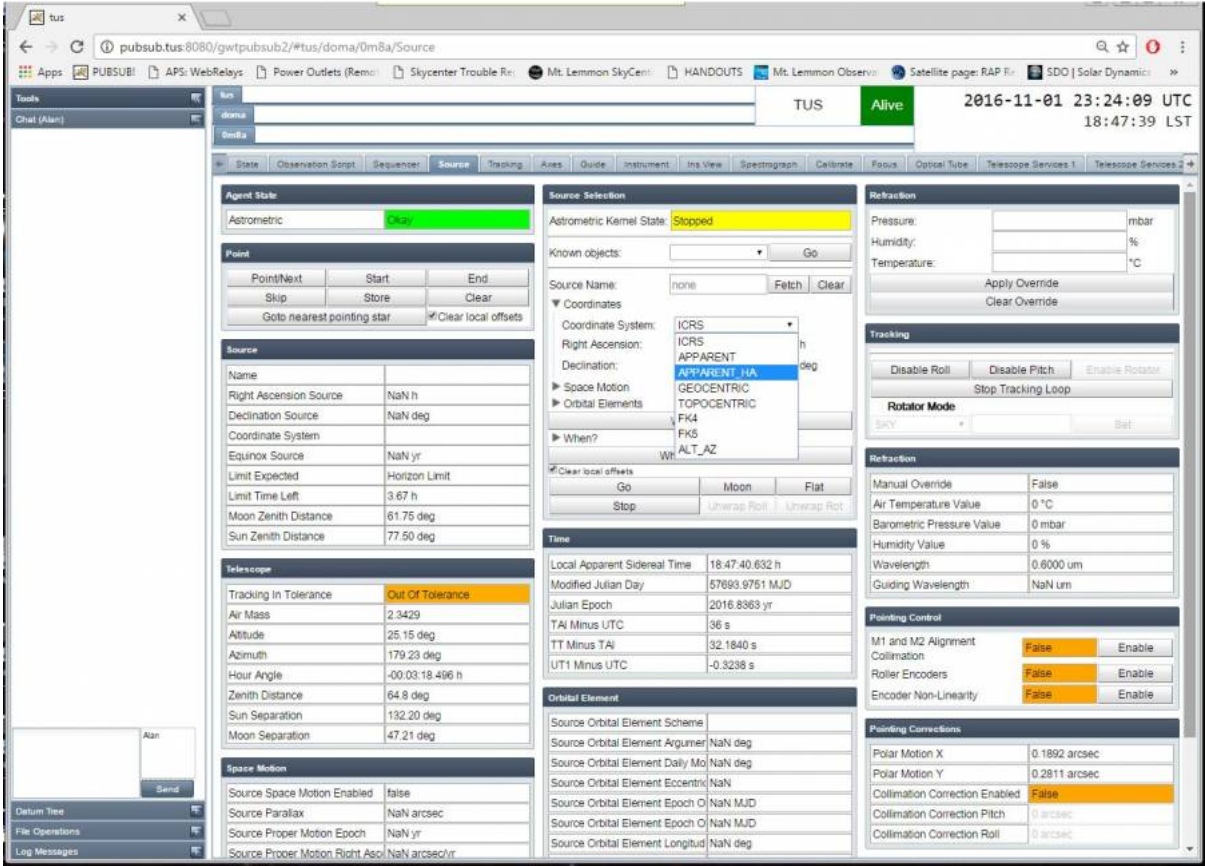 tus
pubsub.tus:8080/gwtpubsub2/#tus/doma/0m8a/Source
Apps PUBSUB! APS: WebRelays Power Outlets (Remo Skycenter Trouble Re Mt. Lemmon SkyCen HANDOUTS Mt. Lemmon Observ Satellite page: RAP R SDO | Solar Dynamic »
Tools
Chat (Alan)
tus
doma
0m8a
TUS Alive
2016-11-01 23:24:09 UTC
18:47:39 LST
State Observation Script Sequencer Source Tracking Axes Guide Instrument Ins View Spectrograph Calibrate Focus Optical Tube Telescope Services 1 Telescope Services 2
Agent State
Astrometric Okay
Point
Point/Next Start End
Skip Store Clear
Goto nearest pointing star Clear local offsets
Source
Name
Right Ascension Source NaN h
Declination Source NaN deg
Coordinate System
Equinox Source NaN yr
Limit Expected Horizon Limit
Limit Time Left 3.67 h
Moon Zenith Distance 61.75 deg
Sun Zenith Distance 77.50 deg
Telescope
Tracking In Tolerance Out Of Tolerance
Air Mass 2.3429
Altitude 25.15 deg
Azimuth 179.23 deg
Hour Angle -00:03:18.496 h
Zenith Distance 64.8 deg
Sun Separation 132.20 deg
Moon Separation 47.21 deg
Space Motion
Source Space Motion Enabled false
Source Parallax NaN arcsec
Source Proper Motion Epoch NaN yr
Source Proper Motion Right Asc NaN arcsec/yr
Source Selection
Astrometric Kernel State: Stopped
Known objects: Go
Source Name: none Fetch Clear
▼ Coordinates
Coordinate System: ICRS
Right Ascension: h
Declination: deg
ICRS
APPARENT
APPARENT_HA
GEOCENTRIC
TOPOCENTRIC
FK4
FK5
ALT_AZ
▶ Space Motion
▶ Orbital Elements
▶ When?
Wh
Clear local offsets
Go Moon Flat
Stop Unwrap Roll Unwrap Rot
Time
Local Apparent Sidereal Time 18:47:40.632 h
Modified Julian Day 57693.9751 MJD
Julian Epoch 2016.8363 yr
TAI Minus UTC 36 s
TT Minus TAI 32.1840 s
UT1 Minus UTC -0.3238 s
Orbital Element
Source Orbital Element Scheme
Source Orbital Element Argumer NaN deg
Source Orbital Element Daily Mo NaN deg
Source Orbital Element Eccentric NaN
Source Orbital Element Epoch O NaN MJD
Source Orbital Element Epoch O NaN MJD
Source Orbital Element Longitud NaN deg
Refraction
Pressure: mbar
Humidity: %
Temperature: °C
Apply Override
Clear Override
Tracking
Disable Roll Disable Pitch Enable Rotator
Stop Tracking Loop
Rotator Mode
SKY Set
Refraction
Manual Override False
Air Temperature Value 0 °C
Barometric Pressure Value 0 mbar
Humidity Value 0 %
Wavelength 0.6000 um
Guiding Wavelength NaN um
Pointing Control
M1 and M2 Alignment
Collimation False Enable
Roller Encoders False Enable
Encoder Non-Linearity False Enable
Pointing Corrections
Polar Motion X 0.1892 arcsec
Polar Motion Y 0.2811 arcsec
Collimation Correction Enabled False
Collimation Correction Pitch 0 arcsec
Collimation Correction Roll 0 arcsec
Alan
Send
Datum Tree
File Operations
Log Messages